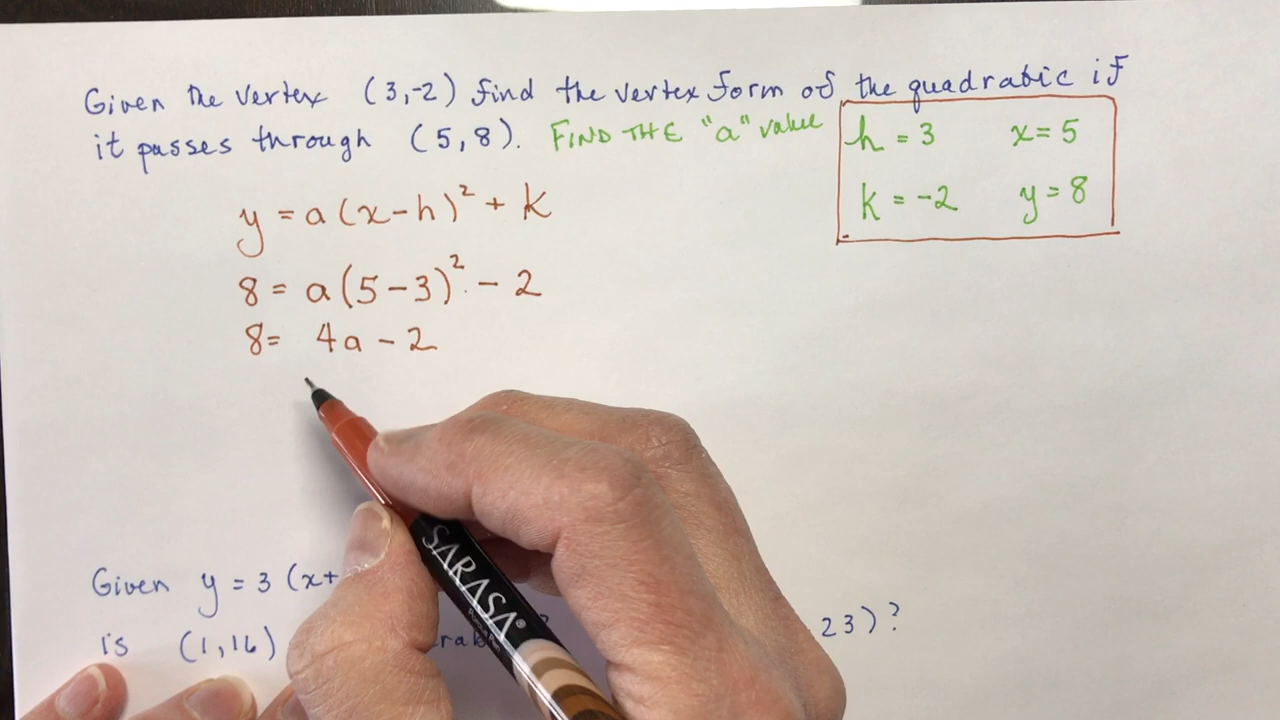 Given the vertex (3,-2) find the vertex form of the quadratic if
it passes through (5,8). FIND THE "a" value
h = 3 x = 5
k = -2 y = 8
y = a(x-h)² + k
8 = a(5-3)² - 2
8 = 4a - 2
SARASA®
Given y = 3 (x+
is (1,16) 23)?